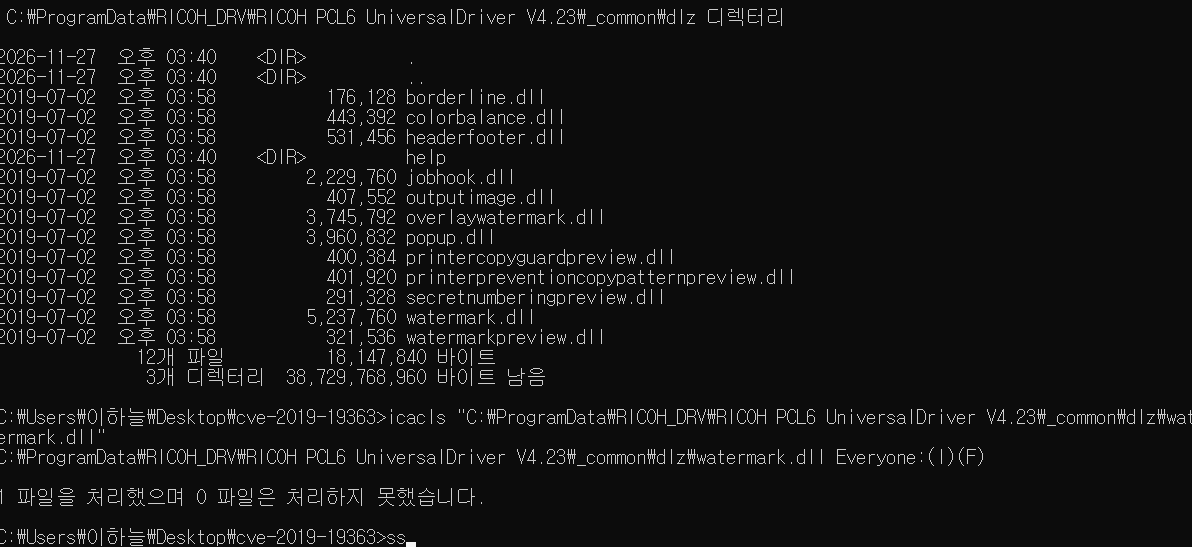 C:₩ProgramData₩RICOH_DRV₩RICOH PCL6 UniversalDriver V4.23₩_common₩dlz 디렉터리
2026-11-27 오후 03:40 <DIR> .
2026-11-27 오후 03:40 <DIR> ..
2019-07-02 오후 03:58 176,128 borderline.dll
2019-07-02 오후 03:58 443,392 colorbalance.dll
2019-07-02 오후 03:58 531,456 headerfooter.dll
2026-11-27 오후 03:40 <DIR> help
2019-07-02 오후 03:58 2,229,760 jobhook.dll
2019-07-02 오후 03:58 407,552 outputimage.dll
2019-07-02 오후 03:58 3,745,792 overlaywatermark.dll
2019-07-02 오후 03:58 3,960,832 popup.dll
2019-07-02 오후 03:58 400,384 printercopyguardpreview.dll
2019-07-02 오후 03:58 401,920 printerpreventioncopypatternpreview.dll
2019-07-02 오후 03:58 291,328 secretnumberingpreview.dll
2019-07-02 오후 03:58 5,237,760 watermark.dll
2019-07-02 오후 03:58 321,536 watermarkpreview.dll
12개 파일 18,147,840 바이트
3개 디렉터리 38,729,768,960 바이트 남음
C:₩Users₩이하늘₩Desktop₩cve-2019-19363>icacls "C:₩ProgramData₩RICOH_DRV₩RICOH PCL6 UniversalDriver V4.23₩_common₩dlz₩wat
ermark.dll"
C:₩ProgramData₩RICOH_DRV₩RICOH PCL6 UniversalDriver V4.23₩_common₩dlz₩watermark.dll Everyone:(I)(F)
1 파일을 처리했으며 0 파일은 처리하지 못했습니다.
C:₩Users₩이하늘₩Desktop₩cve-2019-19363>ss